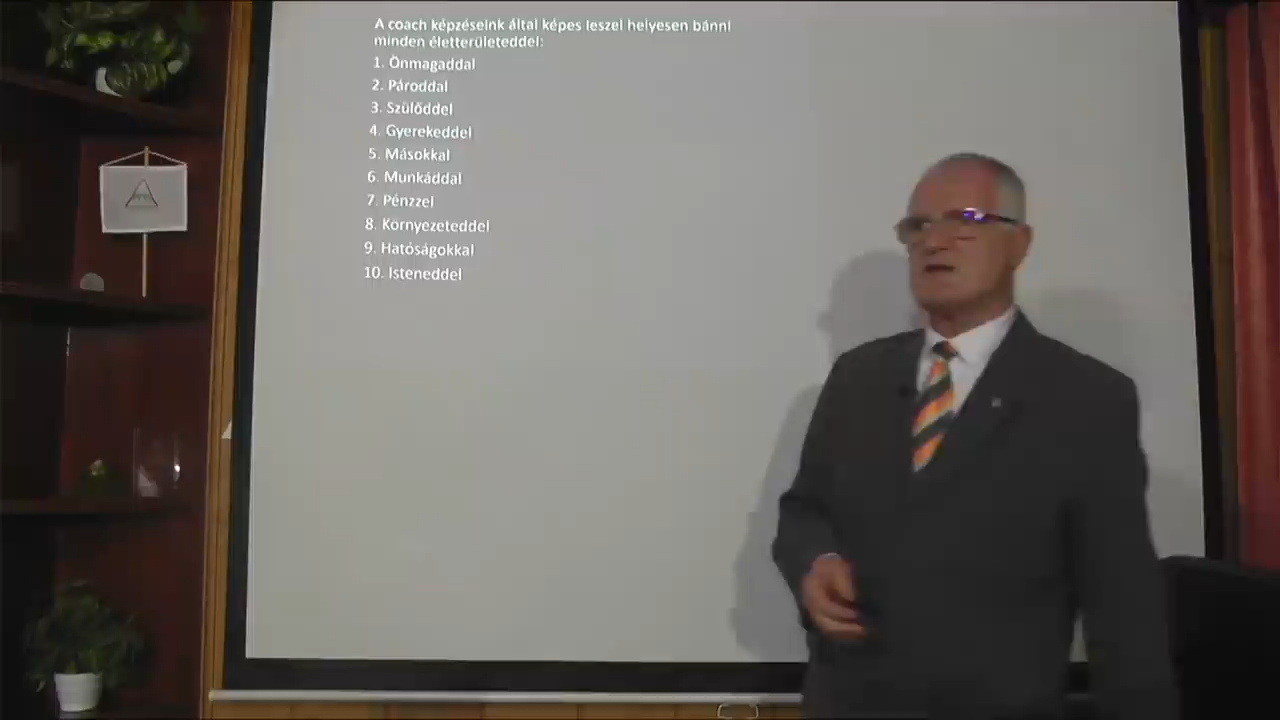 A coach képzéseink által képes leszel helyesen bánni
minden életterületeddel:
1. Önmagaddal
2. Pároddal
3. Szülőddel
4. Gyerekeddel
5. Másokkal
6. Munkáddal
7. Pénzzel
8. Környezeteddel
9. Hatóságokkal
10. Isteneddel